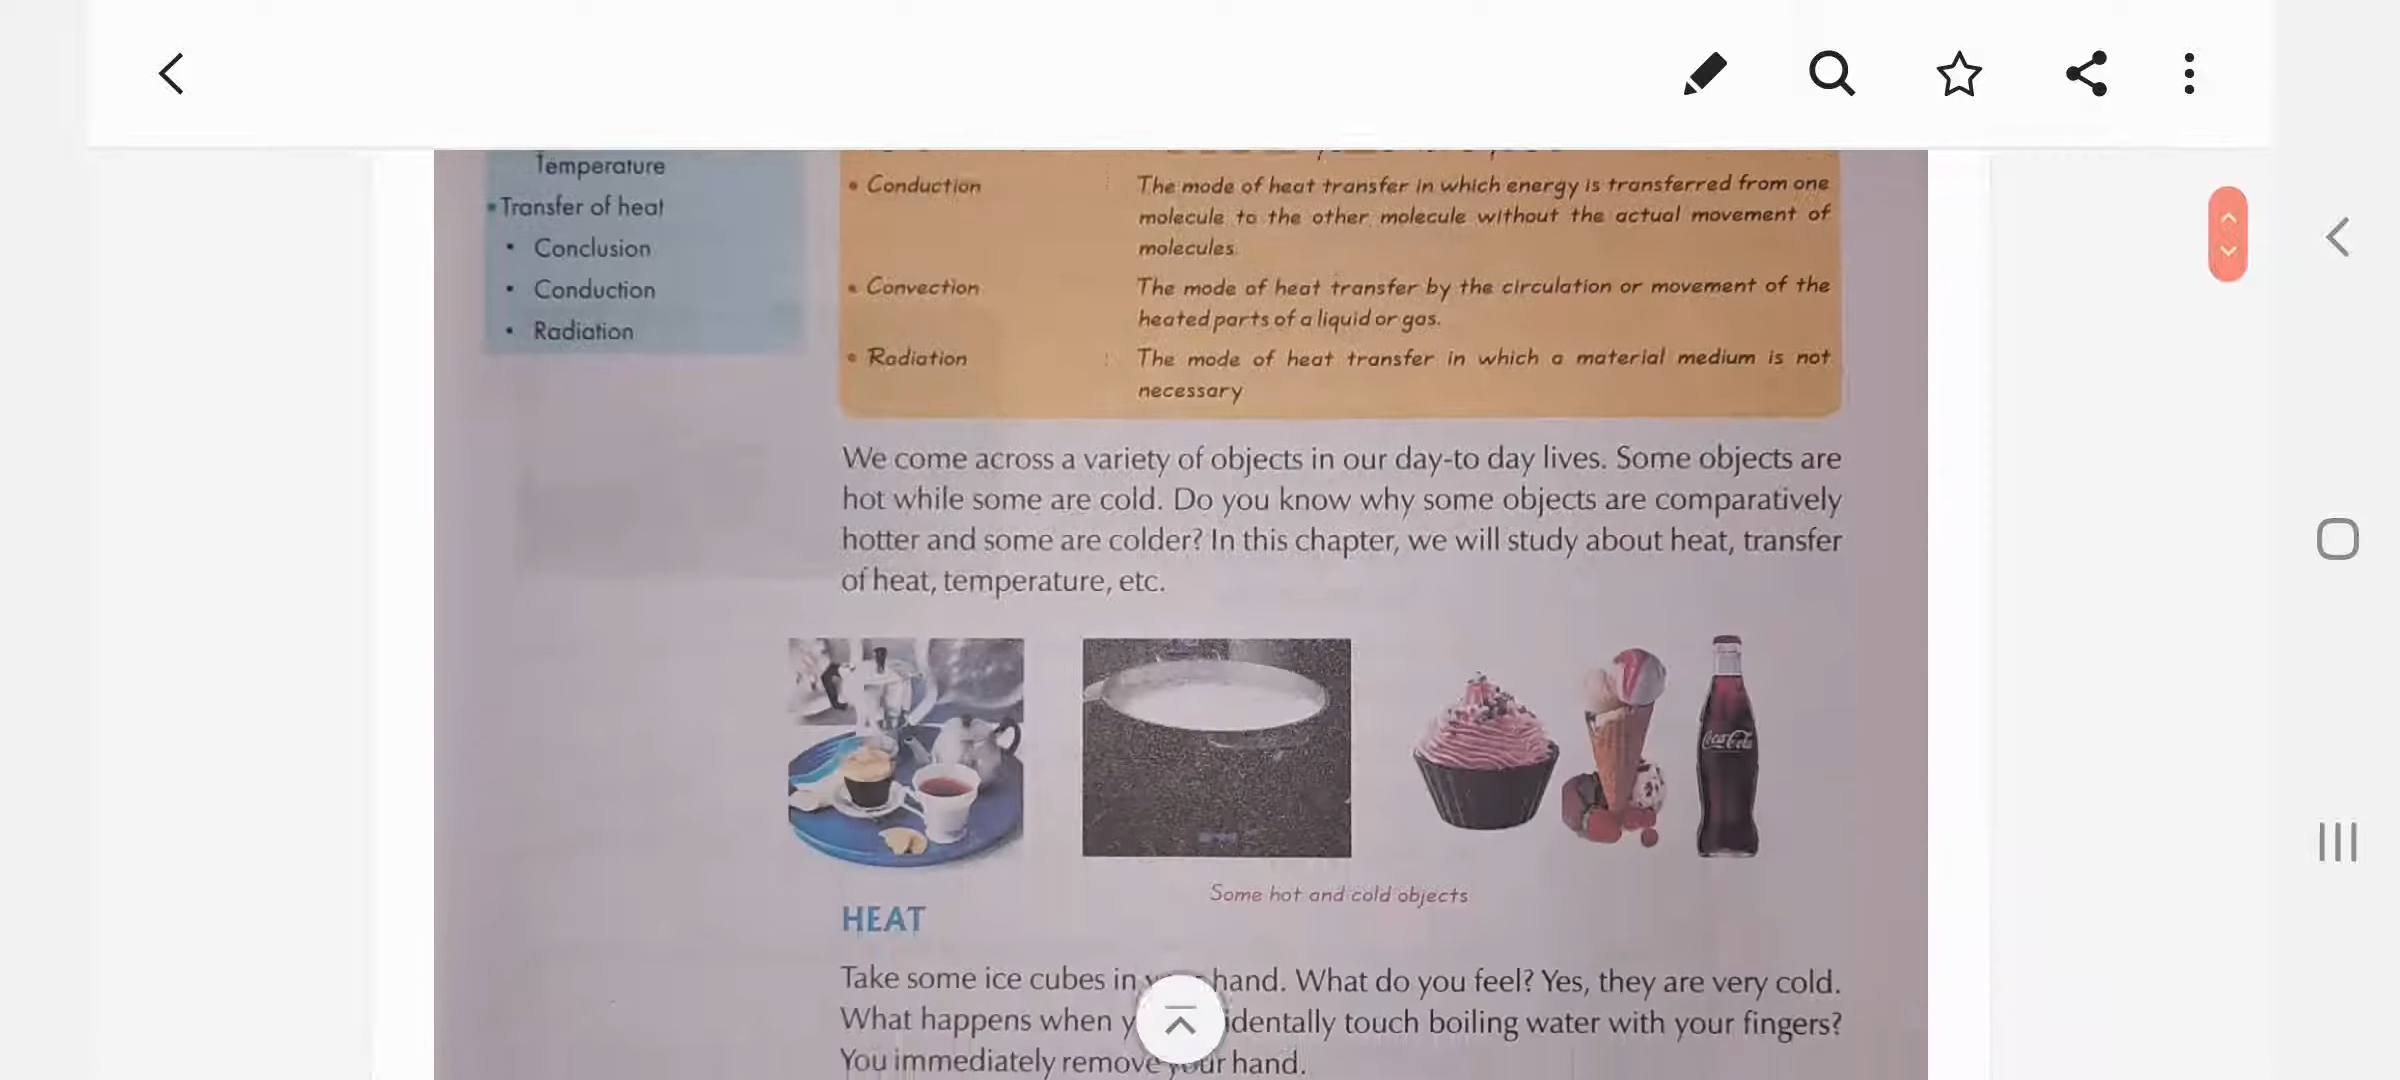 Temperature
•Transfer of heat
• Conclusion
• Conduction
• Radiation
• Conduction : The mode of heat transfer in which energy is transferred from one
molecule to the other molecule without the actual movement of
molecules.
• Convection The mode of heat transfer by the circulation or movement of the
heated parts of a liquid or gas.
• Radiation : The mode of heat transfer in which a material medium is not
necessary
We come across a variety of objects in our day-to day lives. Some objects are
hot while some are cold. Do you know why some objects are comparatively
hotter and some are colder? In this chapter, we will study about heat, transfer
of heat, temperature, etc.
Coca-Cola
Some hot and cold objects
HEAT
Take some ice cubes in hand. What do you feel? Yes, they are very cold.
What happens when y identally touch boiling water with your fingers?
You immediately remove your hand.